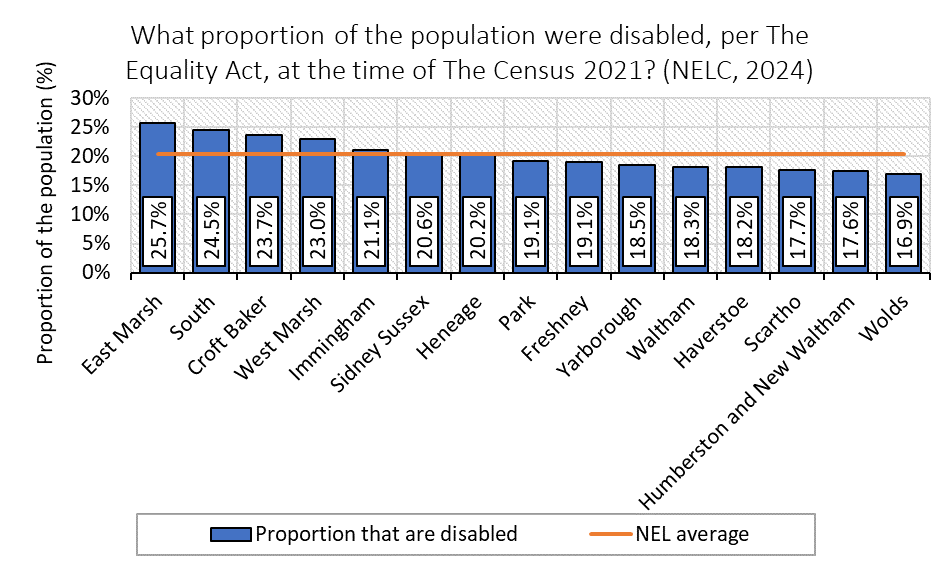 What proportion of the population were disabled, per The
Equality Act, at the time of The Census 2021? (NELC, 2024)
Proportion of the population (%)
30%
25%
20%
15%
10%
5%
0%
25.7%
24.5%
23.7%
23.0%
21.1%
20.6%
20.2%
19.1%
19.1%
18.5%
18.3%
18.2%
17.7%
17.6%
16.9%
East Marsh
South
Croft Baker
West Marsh
Immingham
Sidney Sussex
Heneage
Park
Freshney
Yarborough
Waltham
Haverstoe
Scartho
Humberston and New Waltham
Wolds
Proportion that are disabled
NEL average